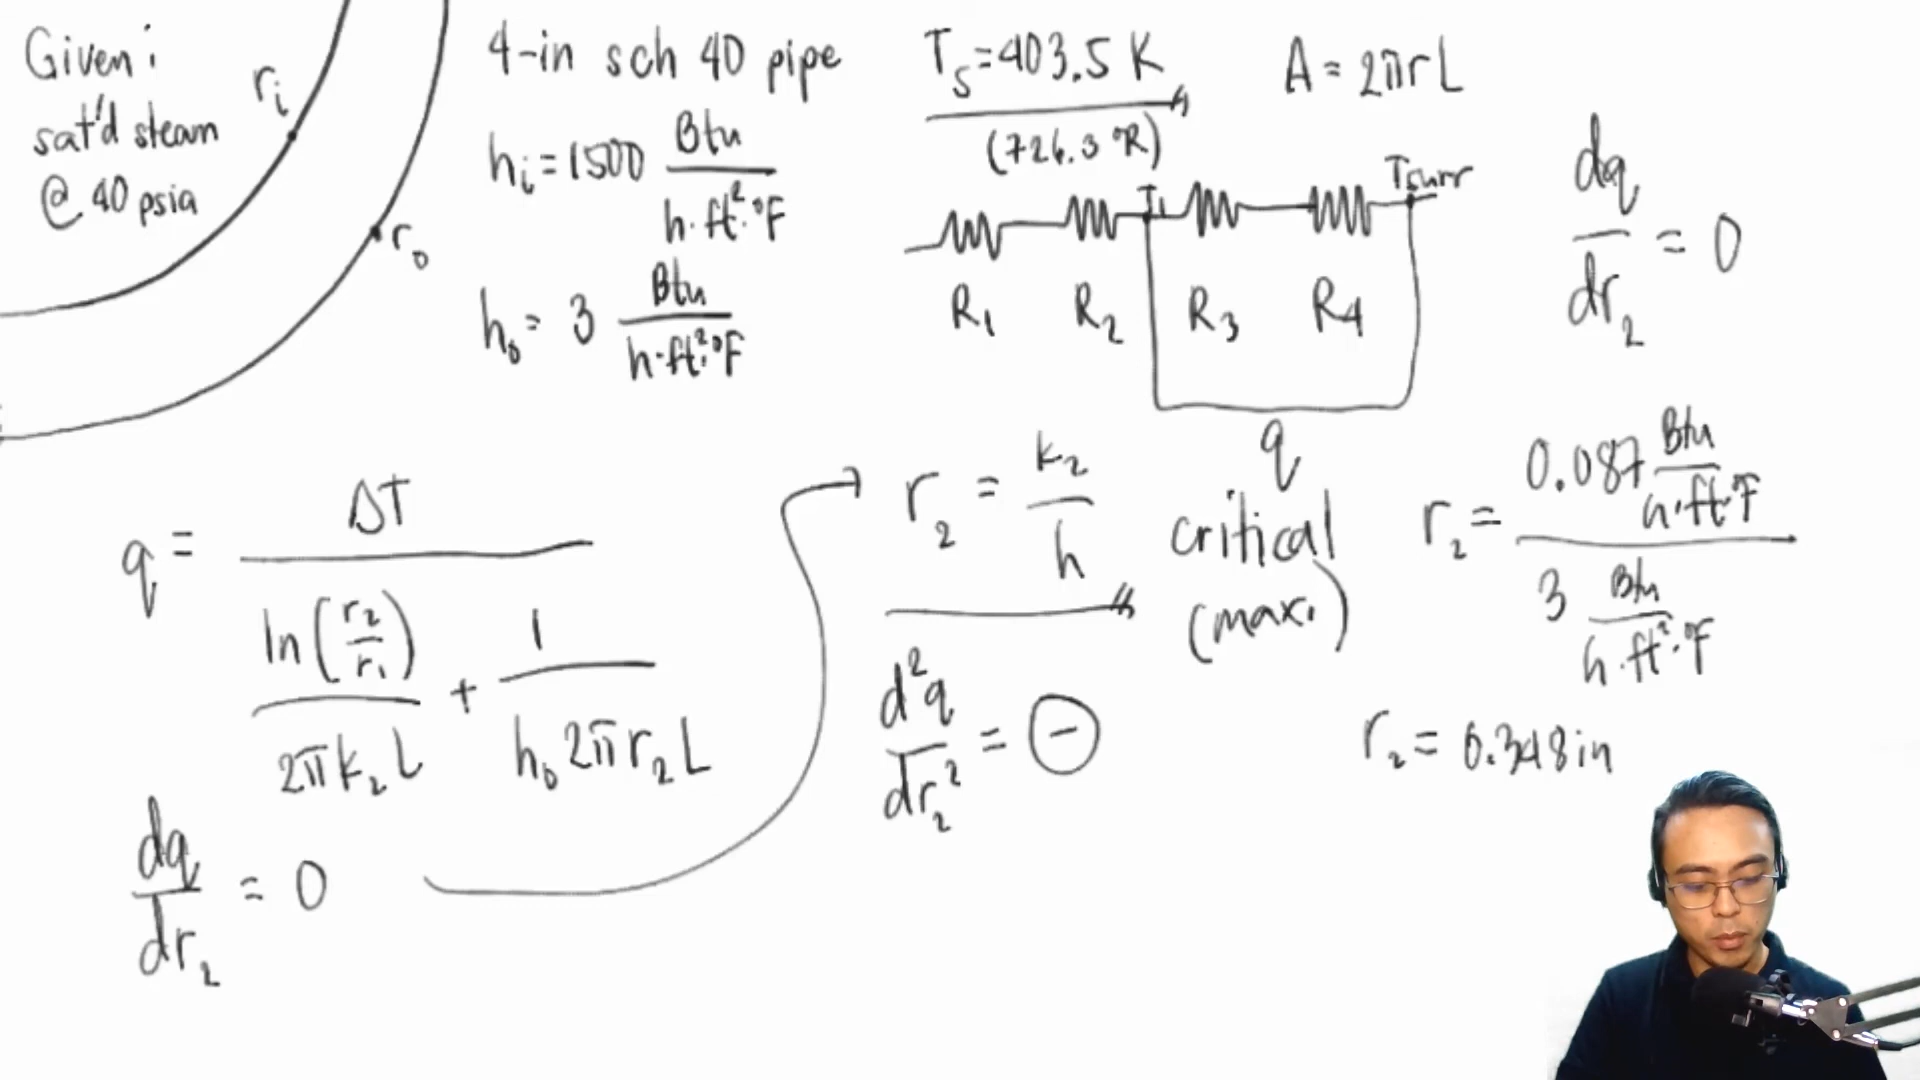 Given:
sat'd steam
@ 40 psia
r_i
r_o
4-in sch 40 pipe
h_i = 1500 Btu / h·ft²·°F
h_o = 3 Btu / h·ft²·°F
T_s = 403.5 K
(726.3 °R)
A = 2πrL
T_1
T_surr
R_1 R_2 R_3 R_4
q
dq / dr_2 = 0
q = ΔT / ( ln(r_2 / r_1) / 2πk_2L + 1 / h_o2πr_2L )
dq / dr_2 = 0
r_2 = k_2 / h
critical
(max.)
d²q / dr_2² = ⊖
r_2 = 0.087 Btu / h·ft·°F / 3 Btu / h·ft²·°F
r_2 = 0.348 in